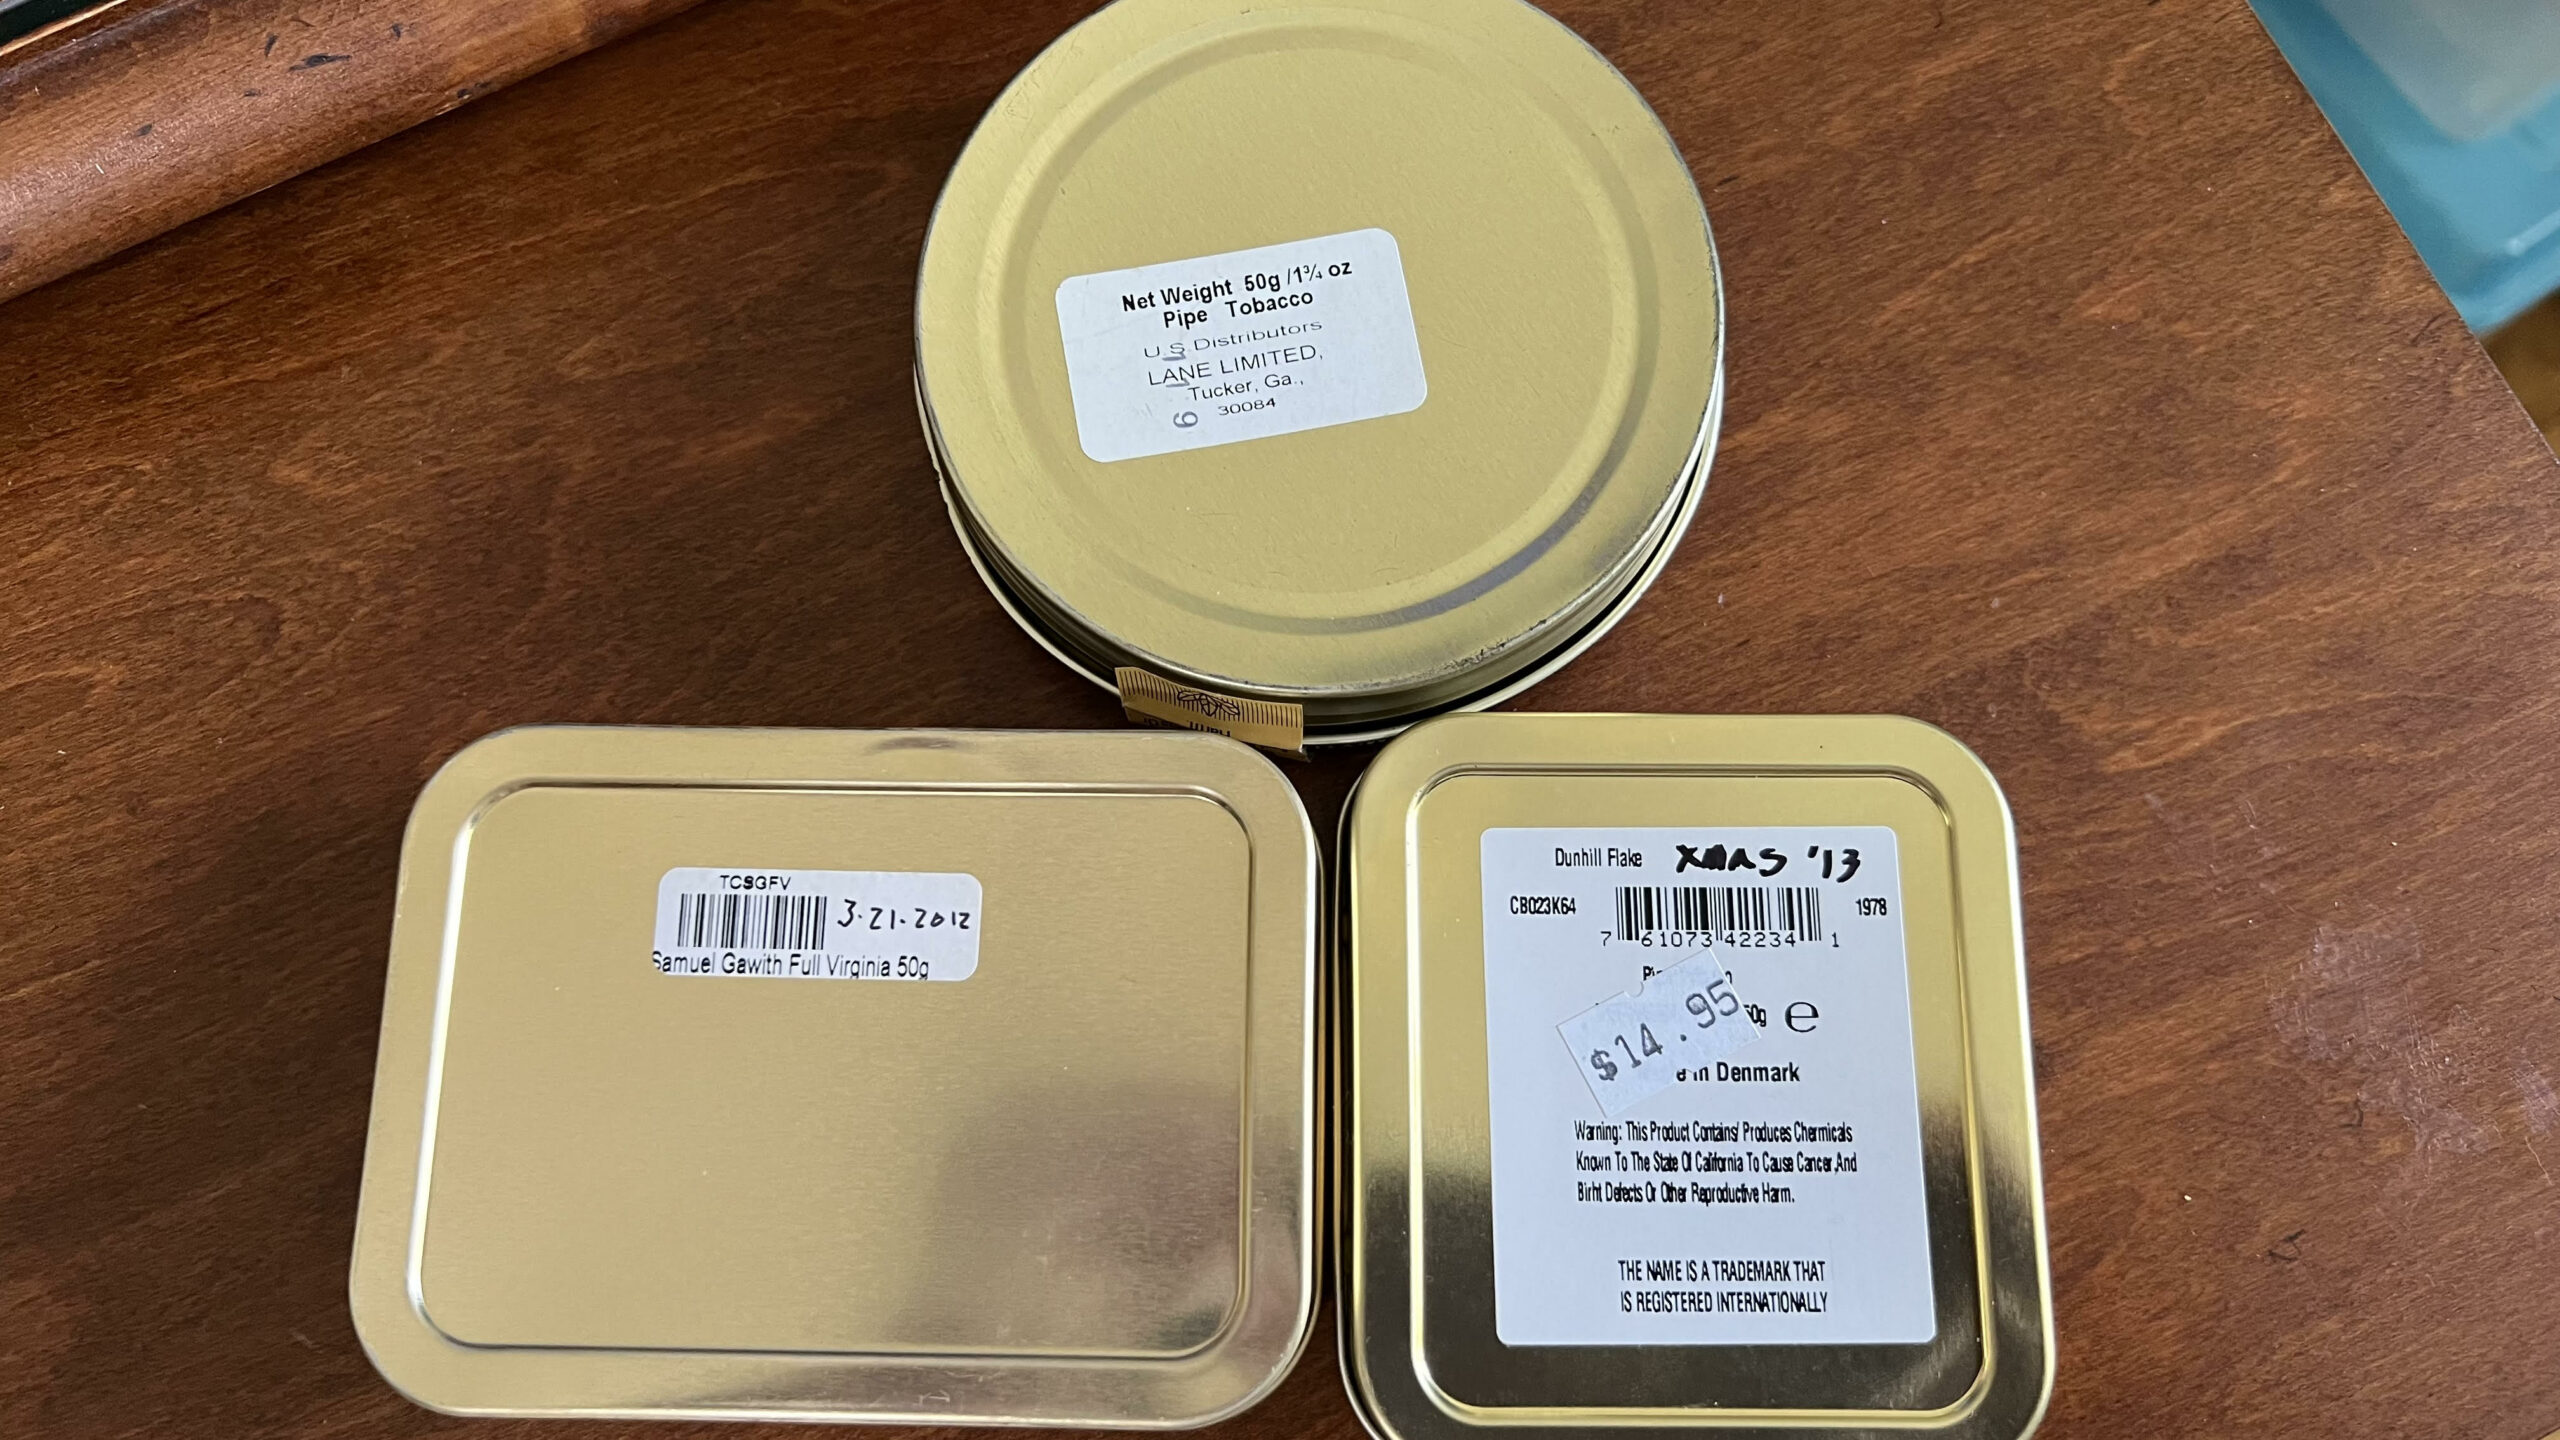 Net Weight 50g /1¾ oz
Pipe Tobacco
U.S Distributors
LANE LIMITED,
Tucker, Ga.,
30084
6
TCSGFV
3.21.2012
Samuel Gawith Full Virginia 50g
Dunhill Flake XMAS '13
CB023K64 1978
7 61073 42234 1
$14.95
e
Denmark
Warning: This Product Contains/ Produces Chermicals
Known To The State Of California To Cause Cancer,And
Birht Defects Or Other Reproductive Harm.
THE NAME IS A TRADEMARK THAT
IS REGISTERED INTERNATIONALLY